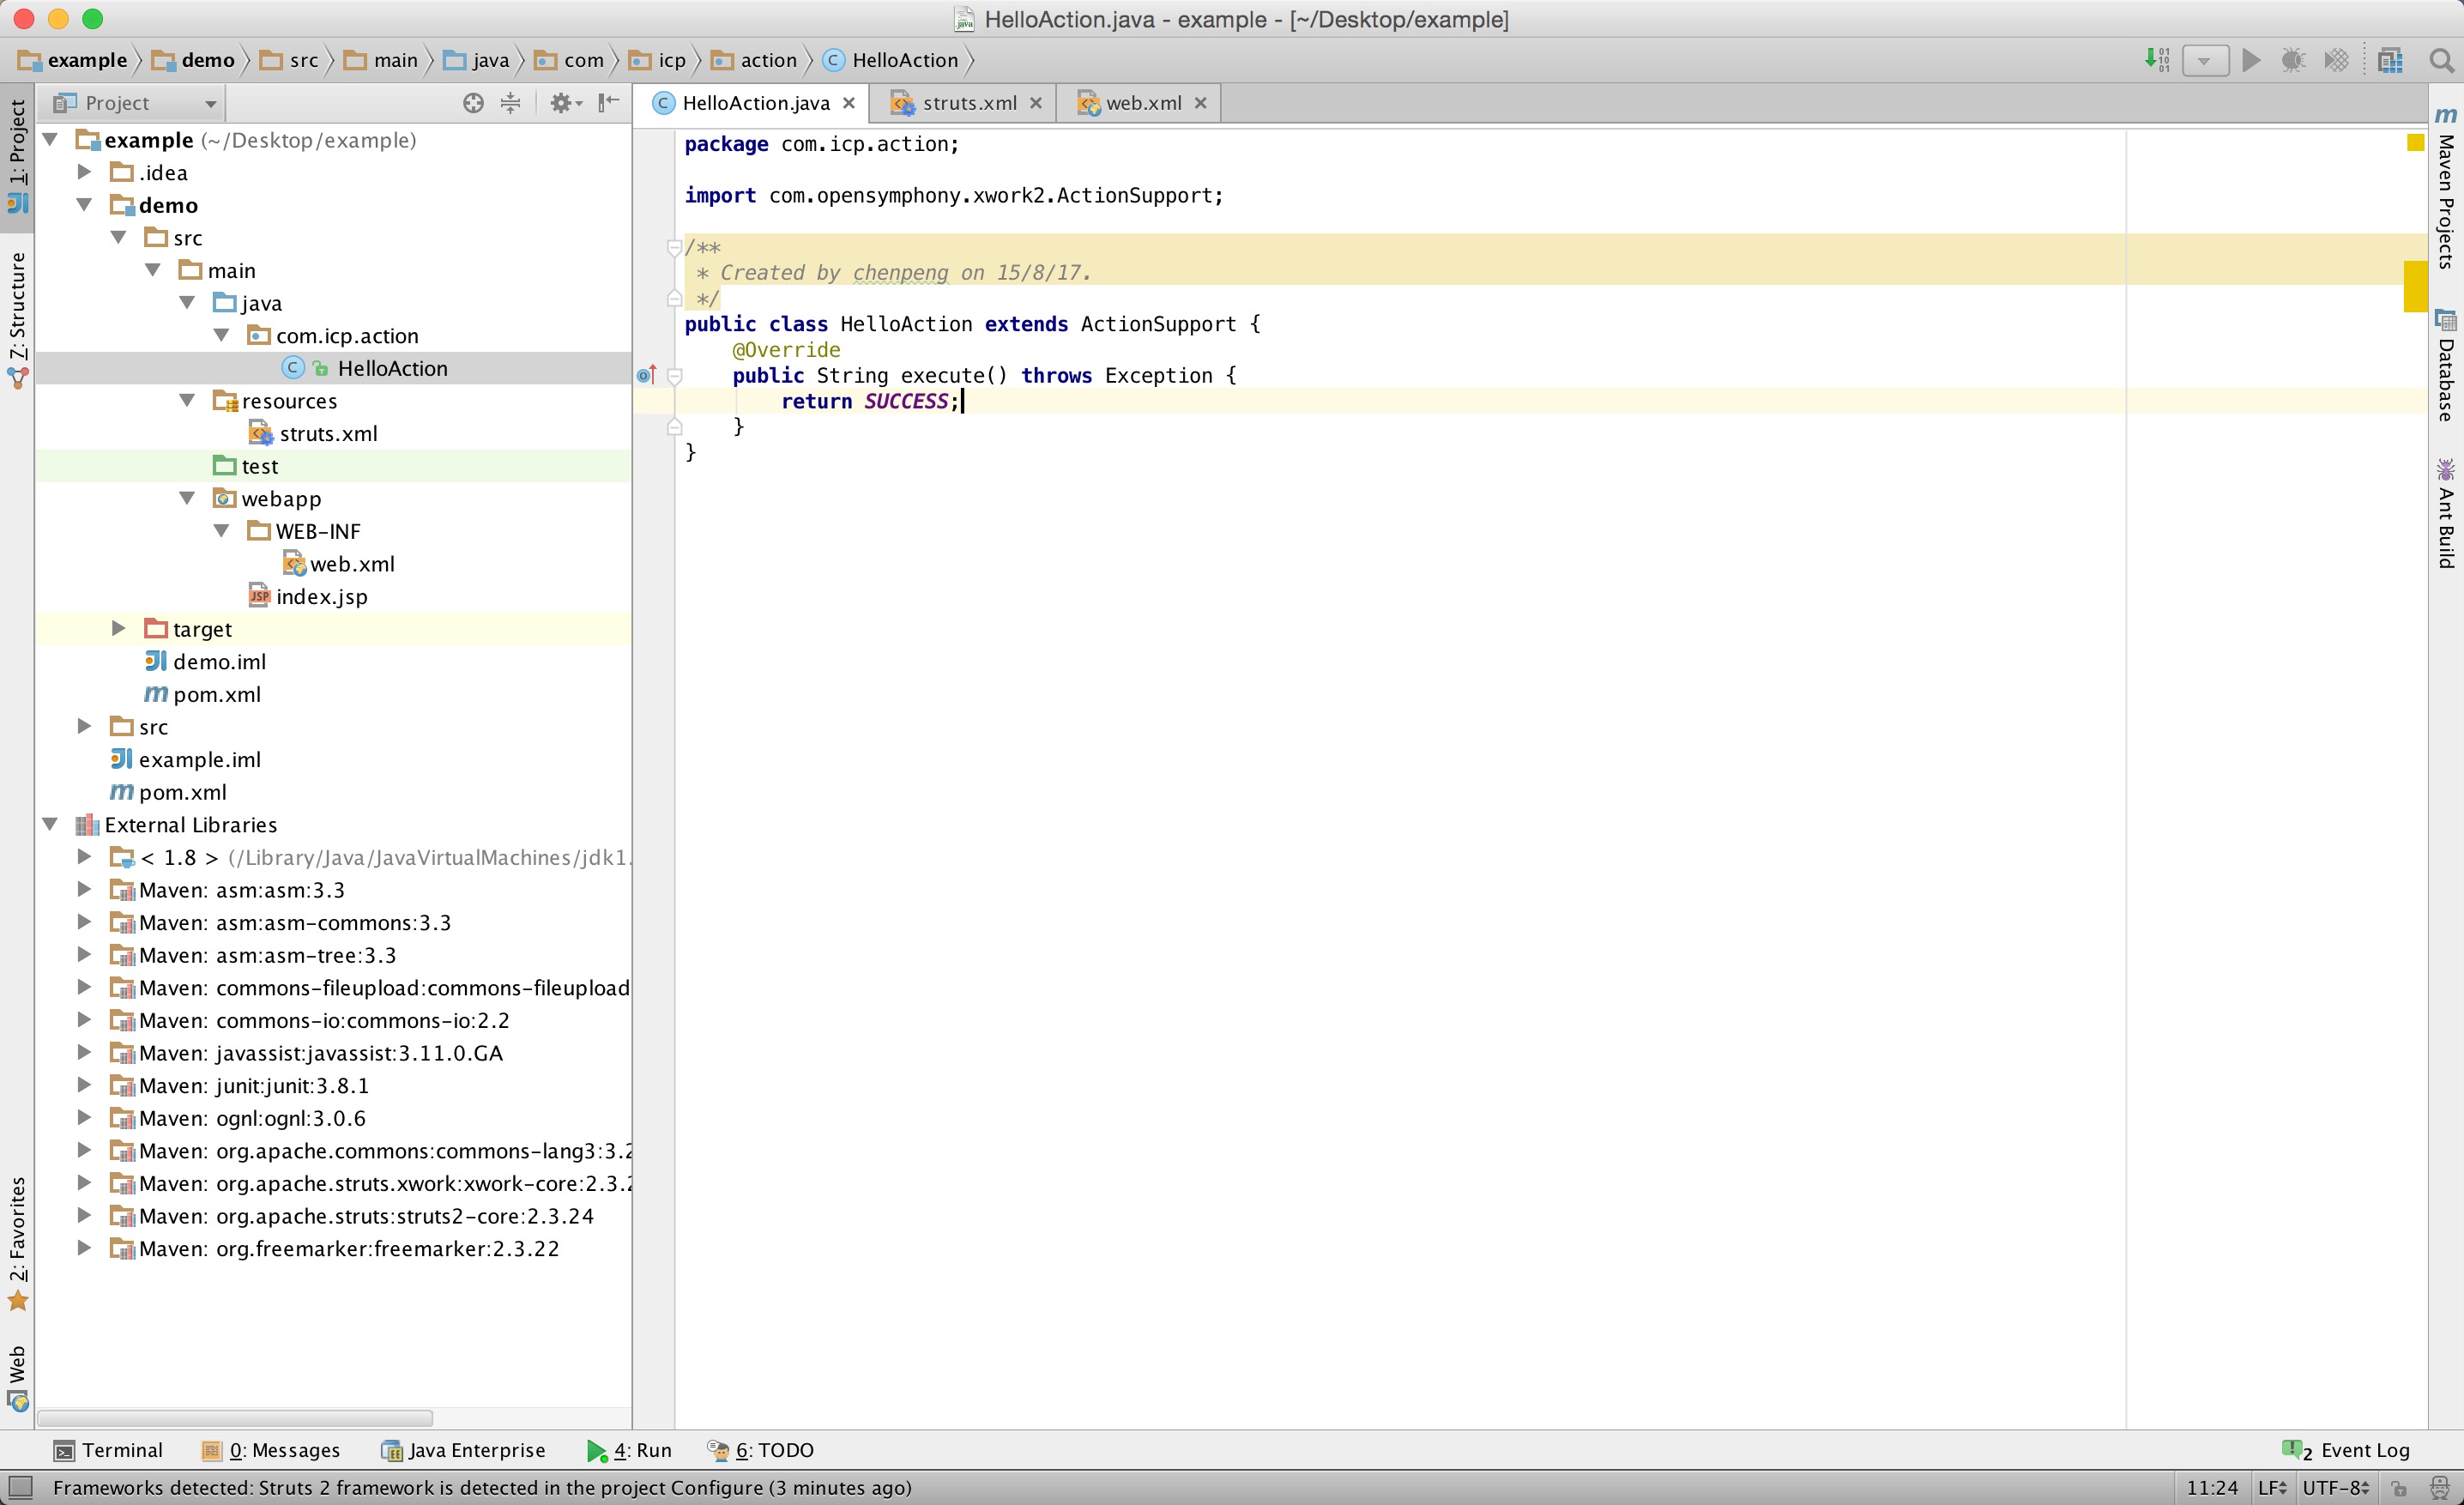 HelloAction.java - example - [~/Desktop/example]
example demo src main java com icp action HelloAction
Project
HelloAction.java struts.xml web.xml
1: Project
7: Structure
2: Favorites
Web
example (~/Desktop/example)
.idea
demo
src
main
java
com.icp.action
HelloAction
resources
struts.xml
test
webapp
WEB-INF
web.xml
index.jsp
target
demo.iml
pom.xml
src
example.iml
pom.xml
External Libraries
< 1.8 > (/Library/Java/JavaVirtualMachines/jdk1.
Maven: asm:asm:3.3
Maven: asm:asm-commons:3.3
Maven: asm:asm-tree:3.3
Maven: commons-fileupload:commons-fileupload
Maven: commons-io:commons-io:2.2
Maven: javassist:javassist:3.11.0.GA
Maven: junit:junit:3.8.1
Maven: ognl:ognl:3.0.6
Maven: org.apache.commons:commons-lang3:3.2
Maven: org.apache.struts.xwork:xwork-core:2.3.2
Maven: org.apache.struts:struts2-core:2.3.24
Maven: org.freemarker:freemarker:2.3.22
package com.icp.action;
import com.opensymphony.xwork2.ActionSupport;
/**
* Created by chenpeng on 15/8/17.
*/
public class HelloAction extends ActionSupport {
@Override
public String execute() throws Exception {
return SUCCESS;
}
}
Maven Projects
Database
Ant Build
Terminal 0: Messages Java Enterprise 4: Run 6: TODO 2 Event Log
Frameworks detected: Struts 2 framework is detected in the project Configure (3 minutes ago) 11:24 LF UTF-8